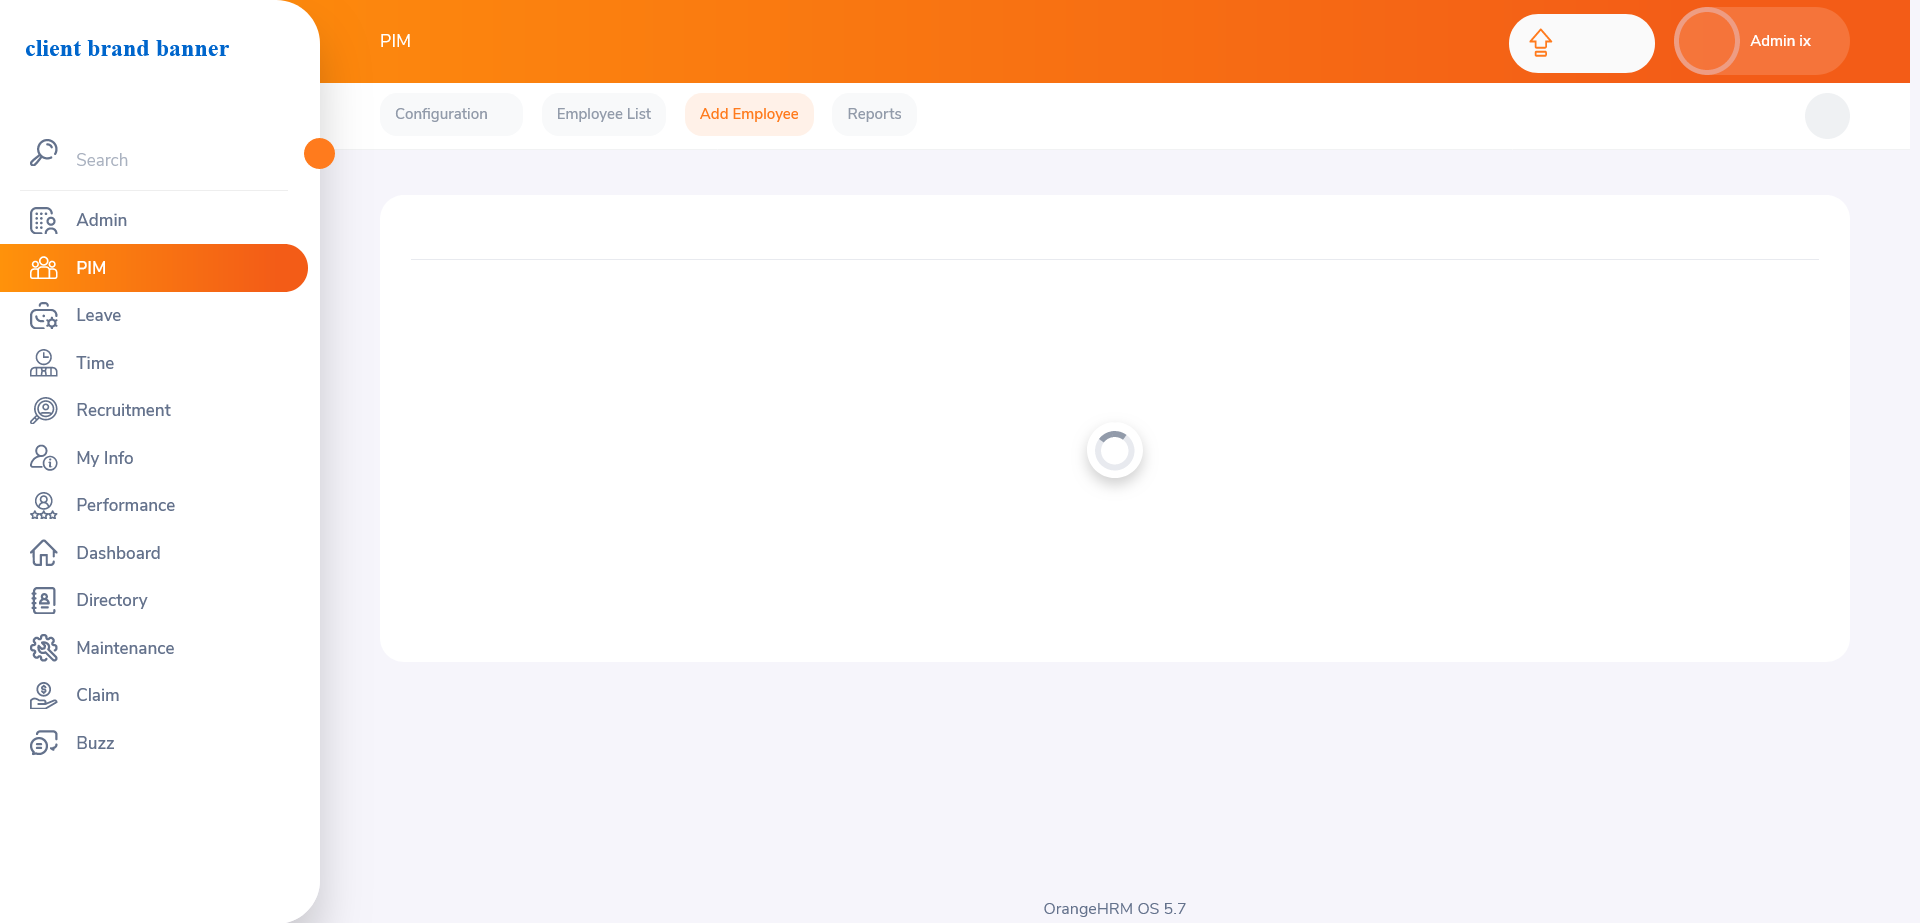 client brand banner
PIM
Admin ix
Configuration
Employee List
Add Employee
Reports
Search
Admin
PIM
Leave
Time
Recruitment
My Info
Performance
Dashboard
Directory
Maintenance
Claim
Buzz
OrangeHRM OS 5.7